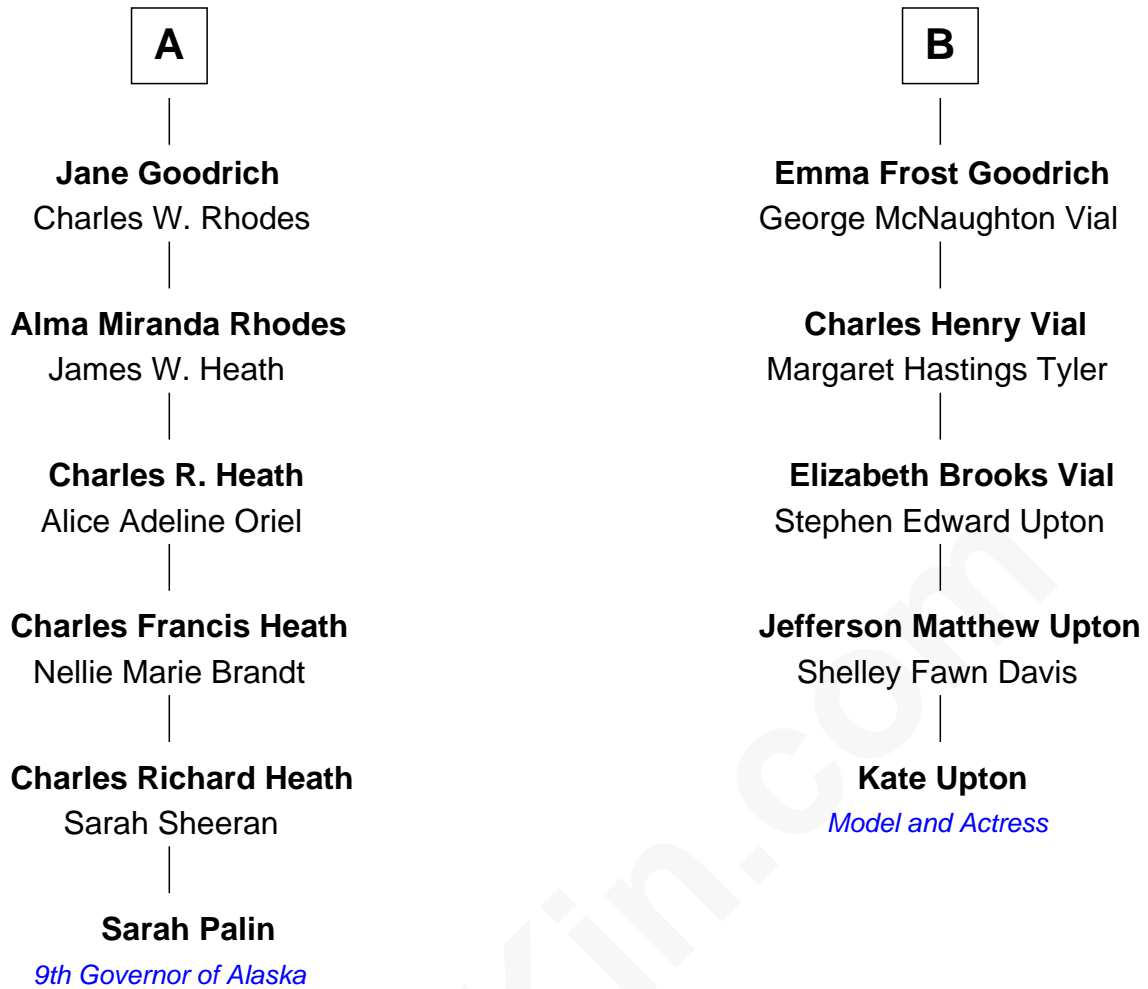 A
Jane Goodrich
Charles W. Rhodes
Alma Miranda Rhodes
James W. Heath
Charles R. Heath
Alice Adeline Oriel
Charles Francis Heath
Nellie Marie Brandt
Charles Richard Heath
Sarah Sheeran
Sarah Palin
9th Governor of Alaska
B
Emma Frost Goodrich
George McNaughton Vial
Charles Henry Vial
Margaret Hastings Tyler
Elizabeth Brooks Vial
Stephen Edward Upton
Jefferson Matthew Upton
Shelley Fawn Davis
Kate Upton
Model and Actress